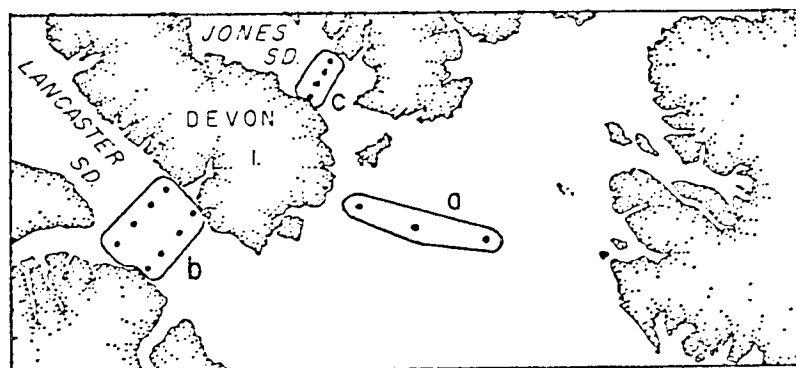 JONES
SD.
LANCASTER
SD.
DEVON
I.
a
b
c